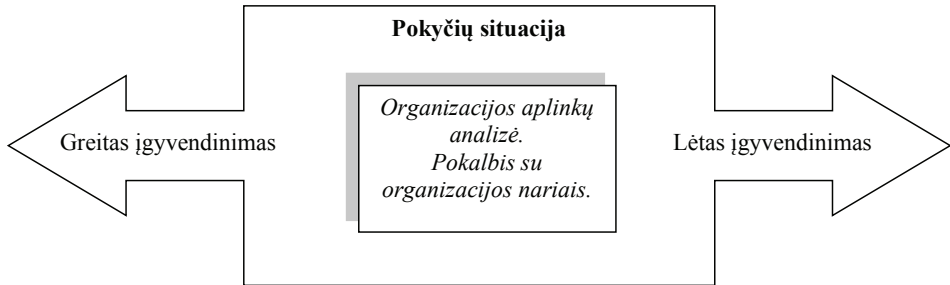 Pokyčių situacija
Organizacijos aplinkų
analizė.
Pokalbis su
organizacijos nariais.
Greitas įgyvendinimas
Lėtas įgyvendinimas